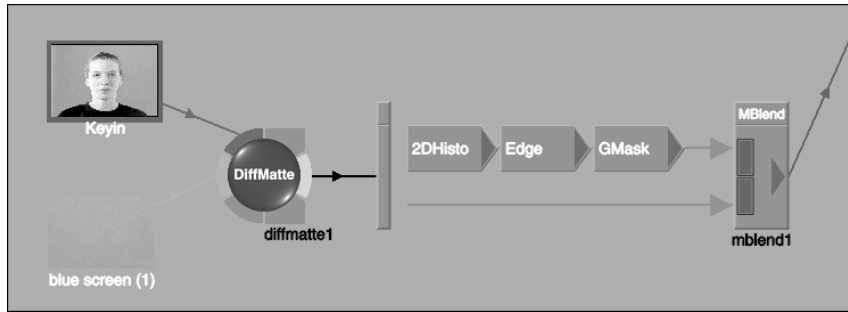 Keyin
blue screen (1)
DiffMatte
diffmatte1
2DHisto
Edge
GMask
MBlend
mblend1